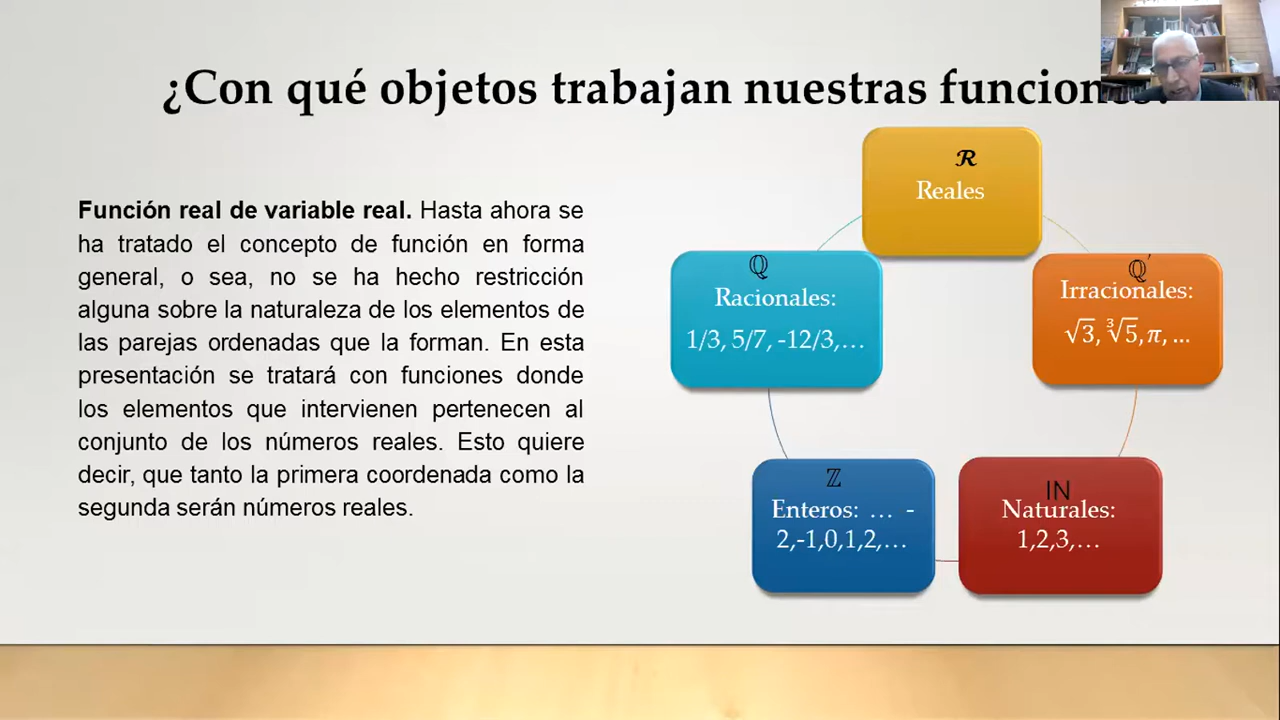 ¿Con qué objetos trabajan nuestras funciones?
Función real de variable real. Hasta ahora se
ha tratado el concepto de función en forma
general, o sea, no se ha hecho restricción
alguna sobre la naturaleza de los elementos de
las parejas ordenadas que la forman. En esta
presentación se tratará con funciones donde
los elementos que intervienen pertenecen al
conjunto de los números reales. Esto quiere
decir, que tanto la primera coordenada como la
segunda serán números reales.
ℛ
Reales
ℚ
Racionales:
1/3, 5/7, -12/3,…
ℚ′
Irracionales:
√3, ∛5, π, …
ℤ
Enteros: … -
2,-1,0,1,2,…
IN
Naturales:
1,2,3,…